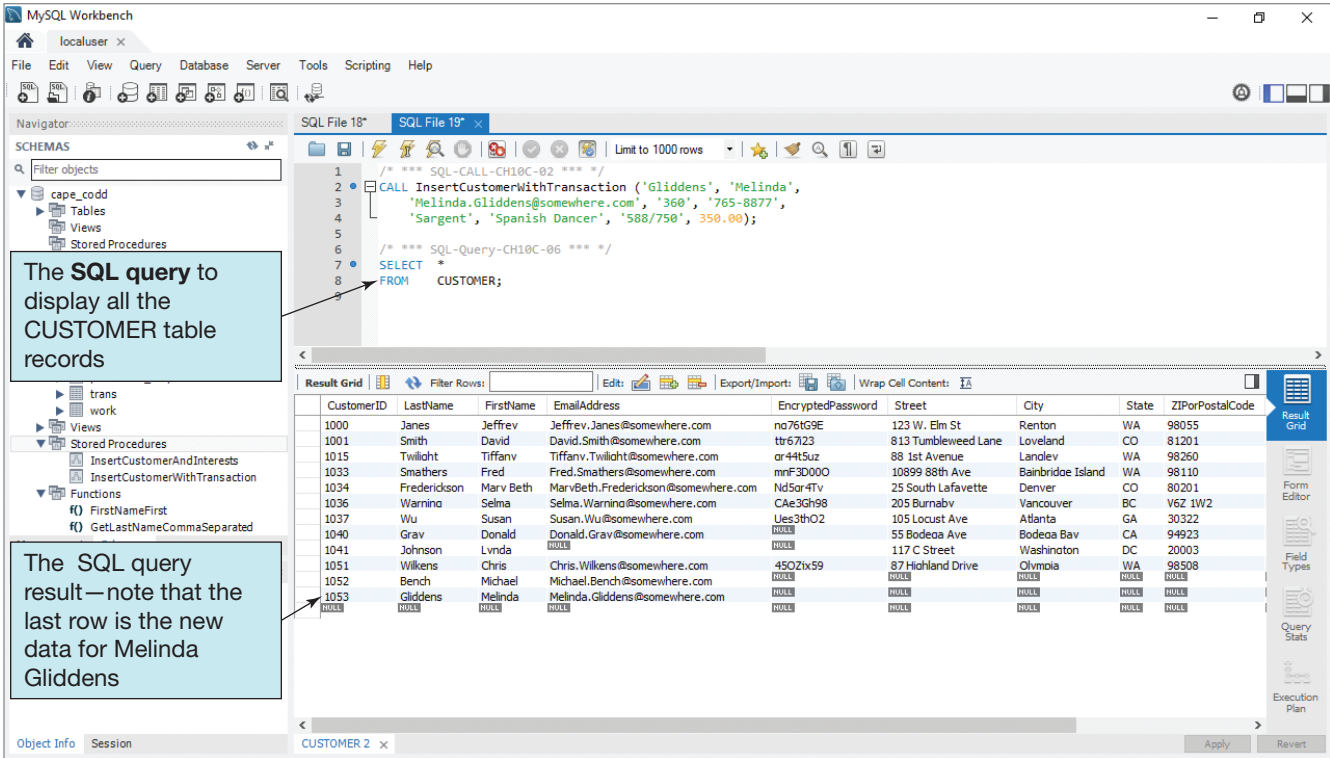 MySQL Workbench
localuser
File Edit View Query Database Server Tools Scripting Help
Navigator
SCHEMAS
Filter objects
cape_codd
Tables
Views
Stored Procedures
The SQL query to
display all the
CUSTOMER table
records
trans
work
Views
Stored Procedures
InsertCustomerAndInterests
InsertCustomerWithTransaction
Functions
f() FirstNameFirst
f() GetLastNameCommaSeparated
The SQL query
result—note that the
last row is the new
data for Melinda
Gliddens
Object Info Session
SQL File 18* SQL File 19*
Limit to 1000 rows
1 /* *** SQL-CALL-CH10C-02 *** */
2 CALL InsertCustomerWithTransaction ('Gliddens', 'Melinda',
3 'Melinda.Gliddens@somewhere.com', '360', '765-8877',
4 'Sargent', 'Spanish Dancer', '588/750', 350.00);
5
6 /* *** SQL-Query-CH10C-06 *** */
7 SELECT *
8 FROM CUSTOMER;
9
Result Grid Filter Rows: Edit: Export/Import: Wrap Cell Content:
CustomerID LastName FirstName EmailAddress EncryptedPassword Street City State ZIPorPostalCode
1000 Janes Jeffrey Jeffrey.Janes@somewhere.com ng76tG9E 123 W. Elm St Renton WA 98055
1001 Smith David David.Smith@somewhere.com ttr67i23 813 Tumbleweed Lane Loveland CO 81201
1015 Twilight Tiffany Tiffany.Twilight@somewhere.com gr44t5uz 88 1st Avenue Langley WA 98260
1033 Smathers Fred Fred.Smathers@somewhere.com mnF3D00O 10899 88th Ave Bainbridge Island WA 98110
1034 Frederickson Mary Beth MaryBeth.Frederickson@somewhere.com Nd5gr4Tv 25 South Lafayette Denver CO 80201
1036 Warning Selma Selma.Warning@somewhere.com CAe3Gh98 205 Burnaby Vancouver BC V6Z 1W2
1037 Wu Susan Susan.Wu@somewhere.com Ues3thO2 105 Locust Ave Atlanta GA 30322
1040 Gray Donald Donald.Gray@somewhere.com NULL 55 Bodega Ave Bodega Bay CA 94923
1041 Johnson Lynda NULL NULL 117 C Street Washington DC 20003
1051 Wilkens Chris Chris.Wilkens@somewhere.com 45QZix59 87 Highland Drive Olympia WA 98508
1052 Bench Michael Michael.Bench@somewhere.com NULL NULL NULL NULL NULL
1053 Gliddens Melinda Melinda.Gliddens@somewhere.com NULL NULL NULL NULL NULL
NULL NULL NULL NULL NULL NULL NULL NULL NULL
Result
Grid
Form
Editor
Field
Types
Query
Stats
Execution
Plan
CUSTOMER 2
Apply Revert